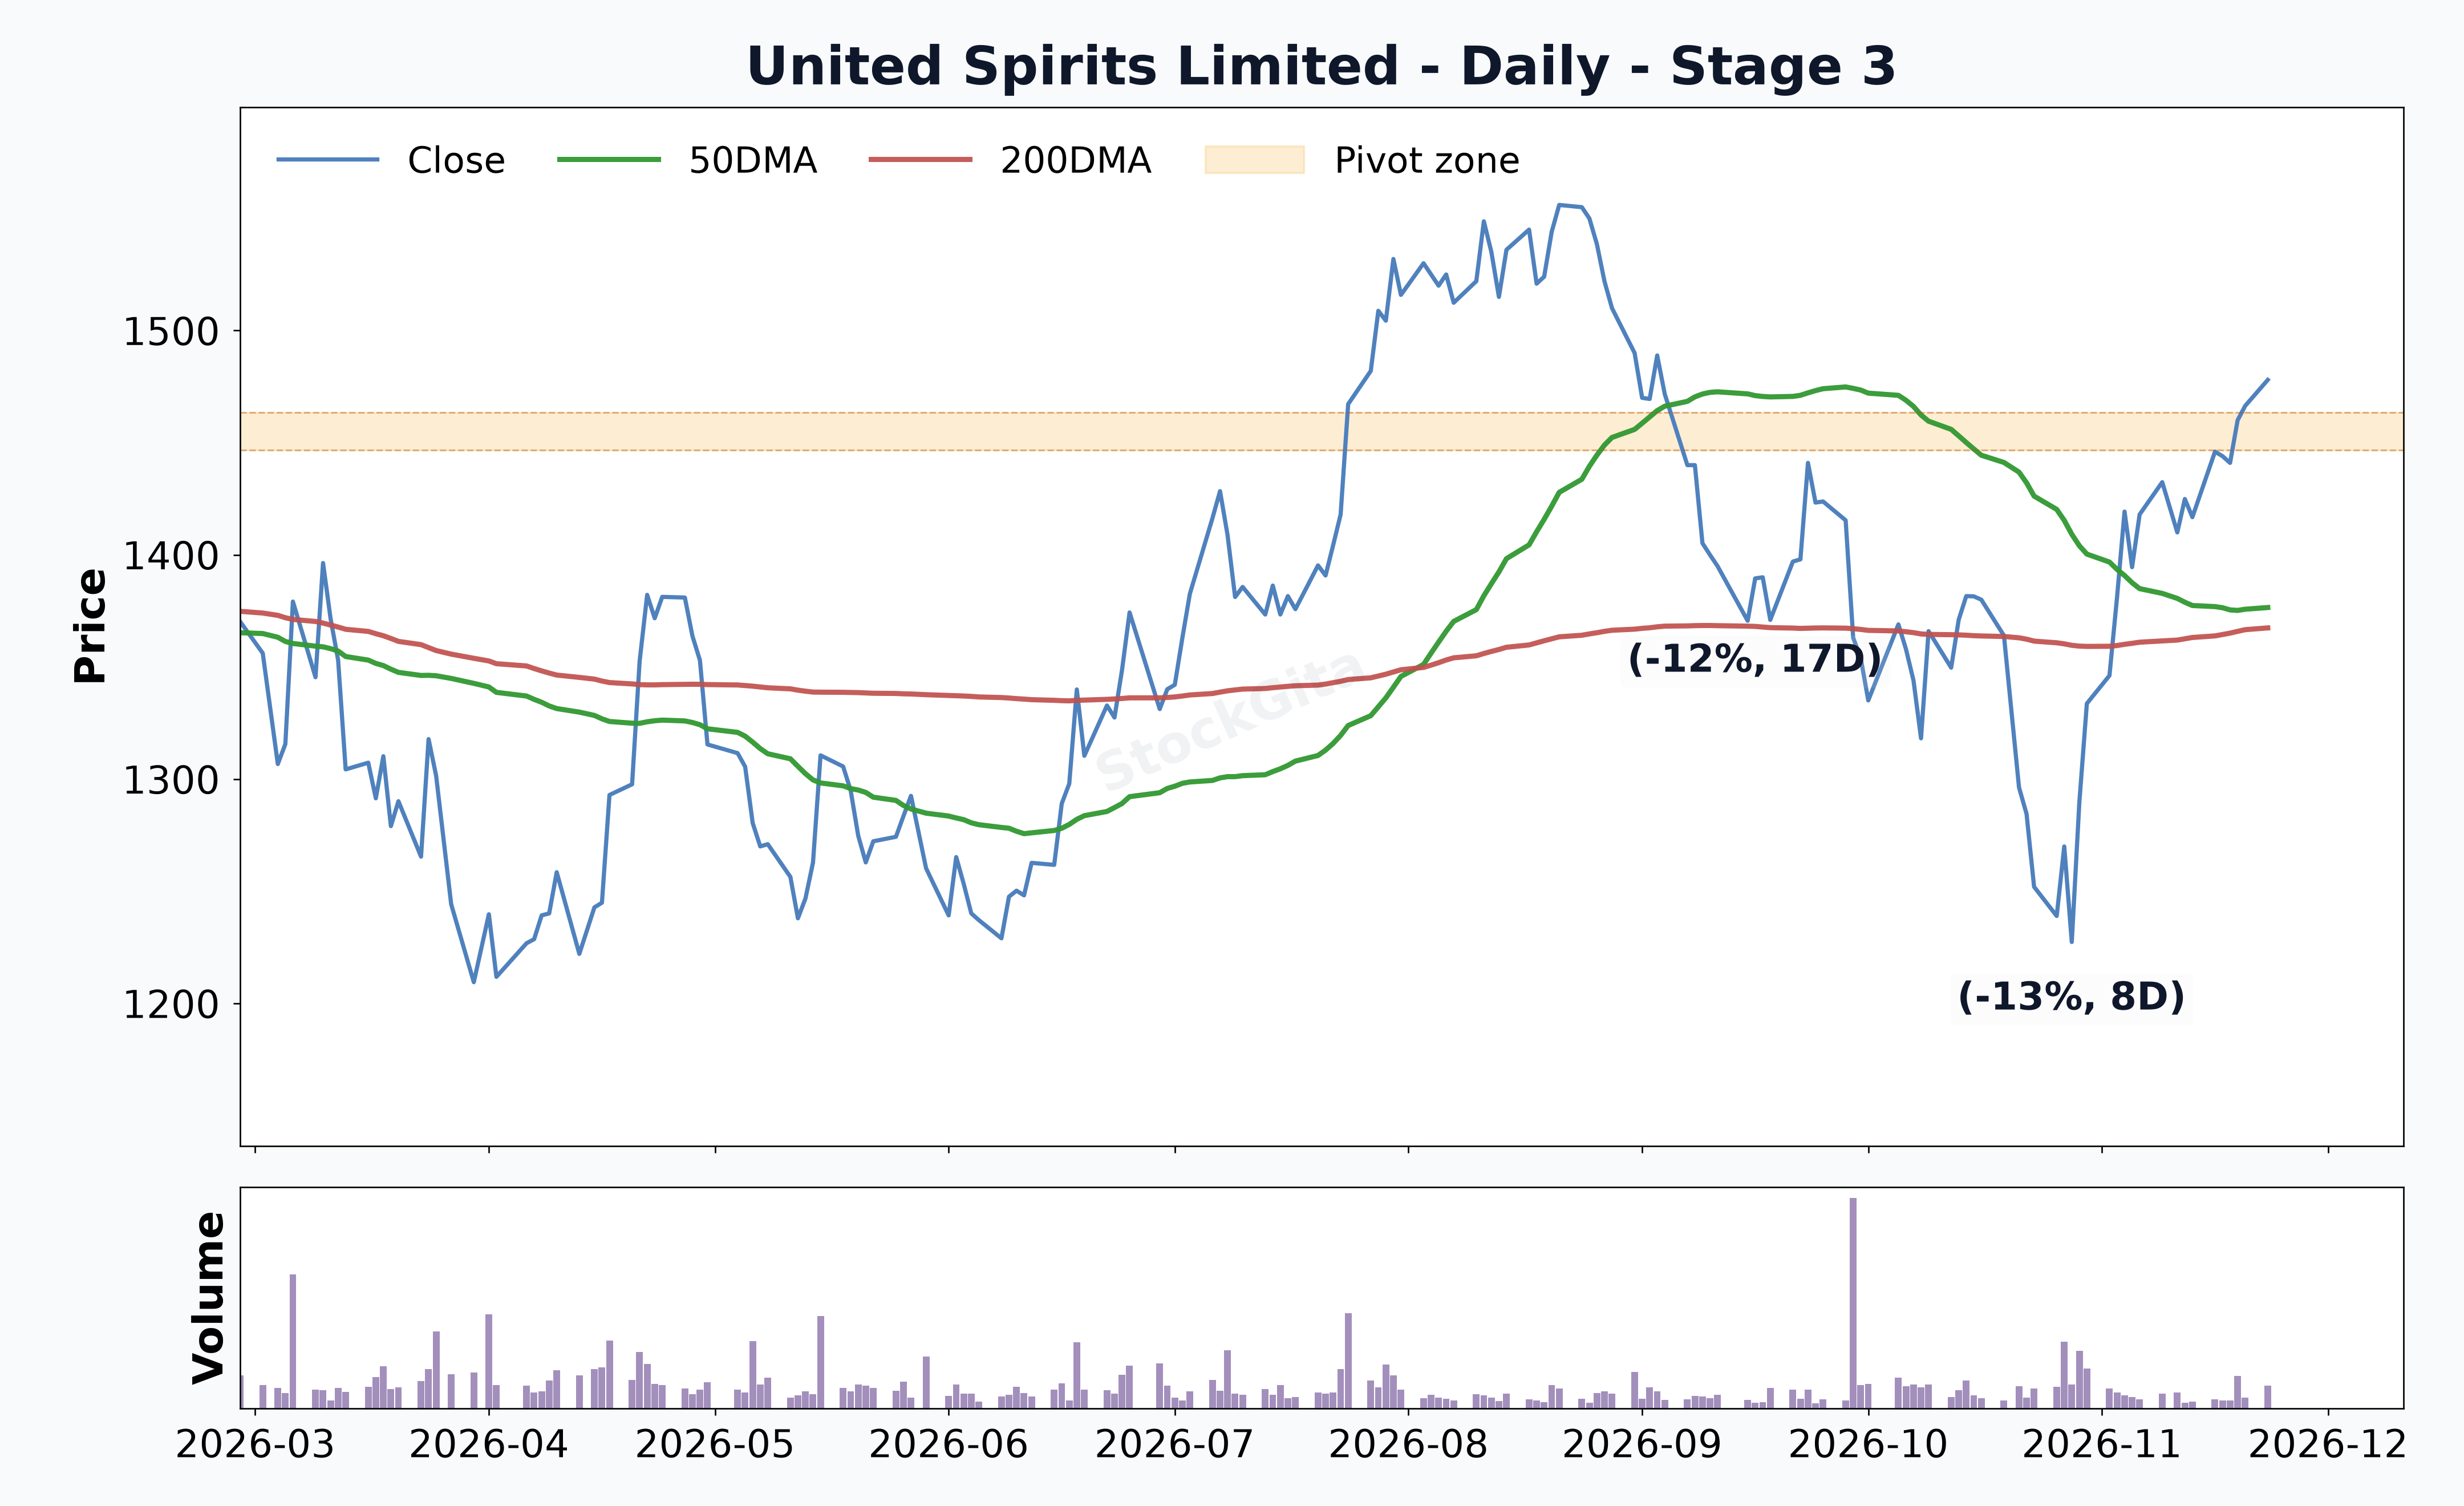 United Spirits Limited - Daily - Stage 3
Close
50DMA
200DMA
Pivot zone
Price
1500
1400
1300
1200
(-12%, 17D)
(-13%, 8D)
StockGita
Volume
2026-03
2026-04
2026-05
2026-06
2026-07
2026-08
2026-09
2026-10
2026-11
2026-12